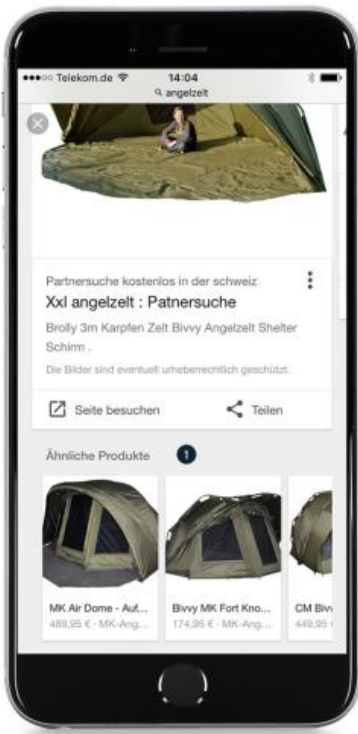 Telekom.de 14:04
angelzelt
Partnersuche kostenlos in der schweiz
Xxl angelzelt : Patnersuche
Brolly 3m Karpfen Zelt Bivvy Angelzelt Shelter
Schirm .
Die Bilder sind eventuell urheberrechtlich geschützt.
Seite besuchen Teilen
Ähnliche Produkte 1
MK Air Dome - Auf... Bivvy MK Fort Kno... CM Biv
489,95 € · MK-Ang... 174,95 € · MK-Ang... 449,95